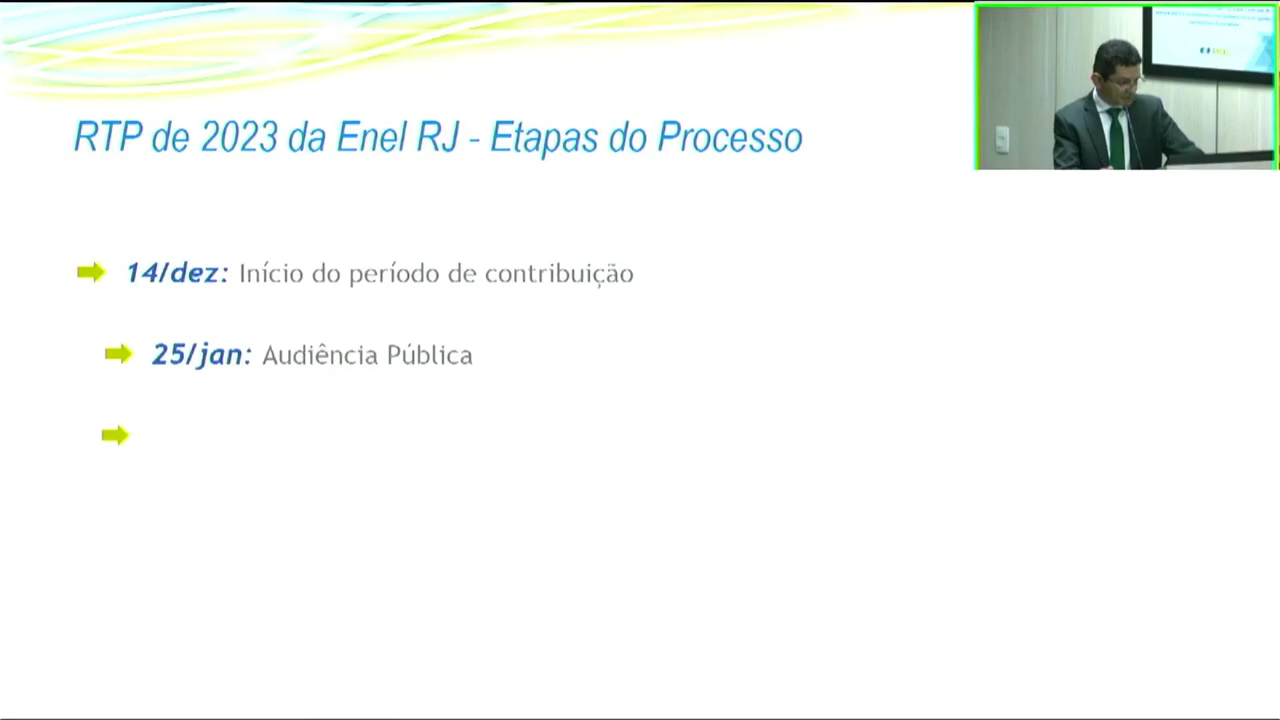 RTP de 2023 da Enel RJ - Etapas do Processo
14/dez: Início do período de contribuição
25/jan: Audiência Pública